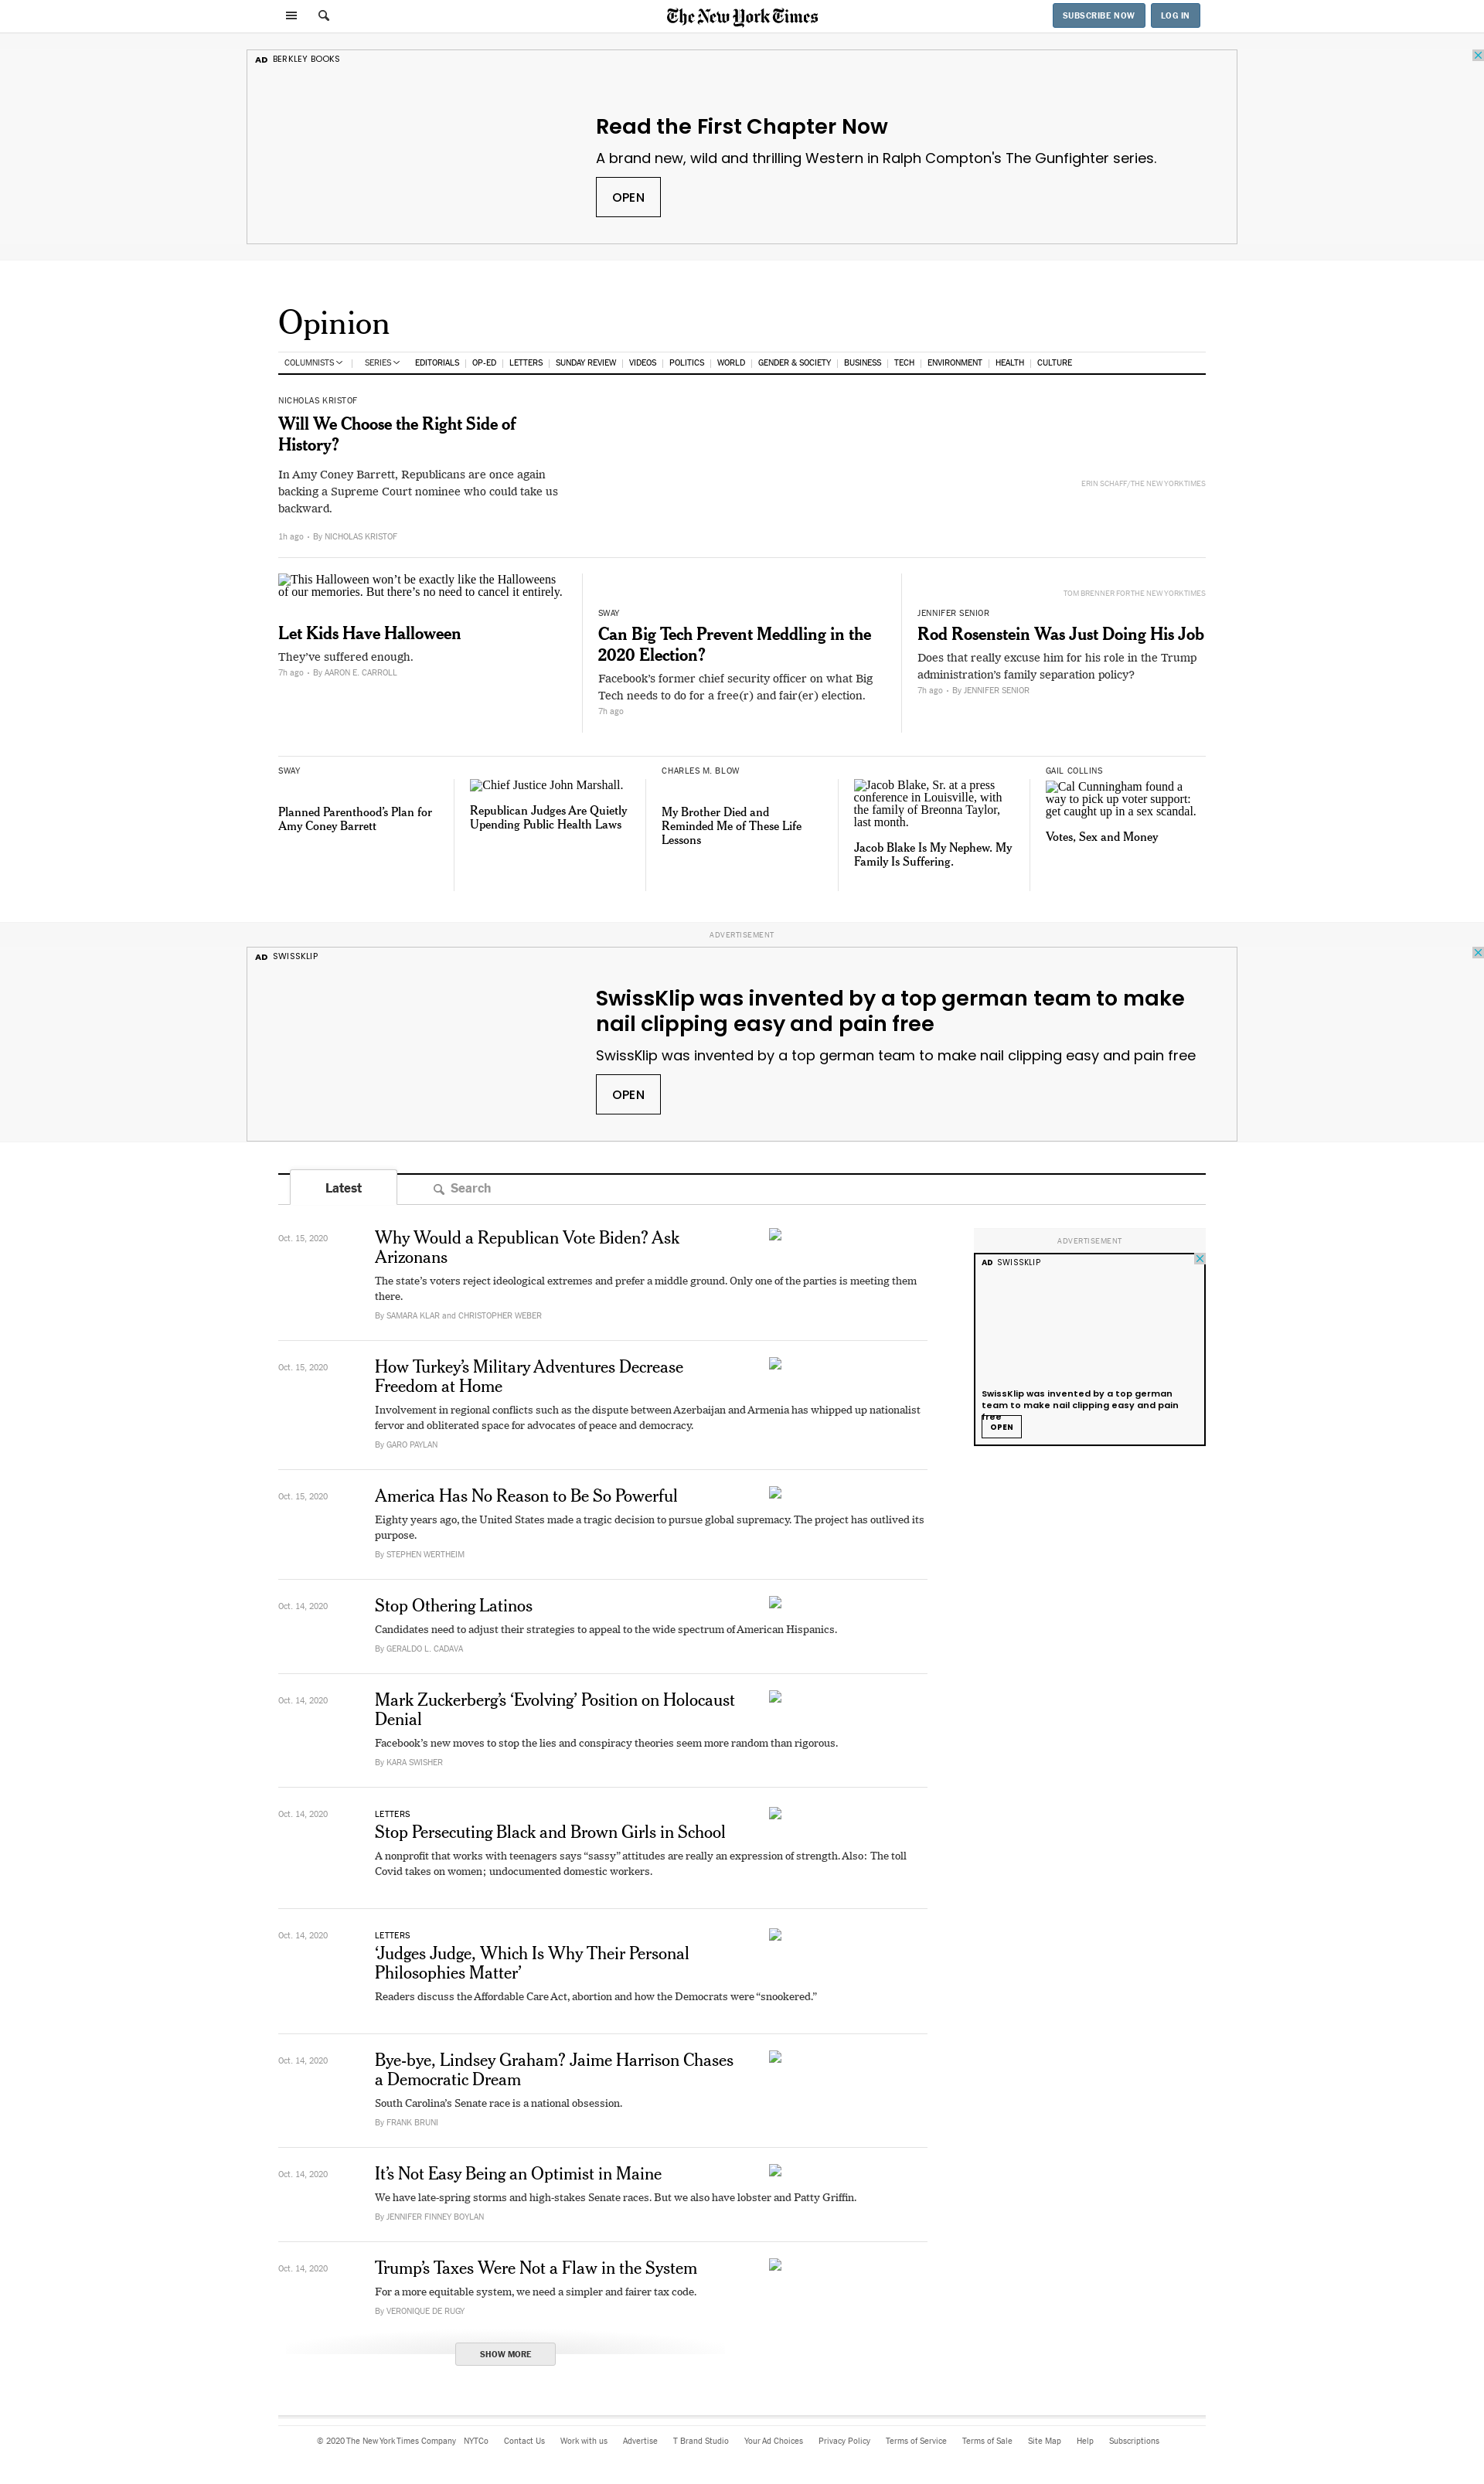 The New York Times
SUBSCRIBE NOW
LOG IN
AD BERKLEY BOOKS
Read the First Chapter Now
A brand new, wild and thrilling Western in Ralph Compton's The Gunfighter series.
OPEN
Opinion
COLUMNISTS
SERIES
EDITORIALS
OP-ED
LETTERS
SUNDAY REVIEW
VIDEOS
POLITICS
WORLD
GENDER & SOCIETY
BUSINESS
TECH
ENVIRONMENT
HEALTH
CULTURE
NICHOLAS KRISTOF
Will We Choose the Right Side of
History?
In Amy Coney Barrett, Republicans are once again
backing a Supreme Court nominee who could take us
backward.
1h ago • By NICHOLAS KRISTOF
ERIN SCHAFF/THE NEW YORK TIMES
This Halloween won’t be exactly like the Halloweens
of our memories. But there’s no need to cancel it entirely.
Let Kids Have Halloween
They’ve suffered enough.
7h ago • By AARON E. CARROLL
SWAY
Can Big Tech Prevent Meddling in the
2020 Election?
Facebook’s former chief security officer on what Big
Tech needs to do for a free(r) and fair(er) election.
7h ago
TOM BRENNER FOR THE NEW YORK TIMES
JENNIFER SENIOR
Rod Rosenstein Was Just Doing His Job
Does that really excuse him for his role in the Trump
administration’s family separation policy?
7h ago • By JENNIFER SENIOR
SWAY
Planned Parenthood’s Plan for
Amy Coney Barrett
Chief Justice John Marshall.
Republican Judges Are Quietly
Upending Public Health Laws
CHARLES M. BLOW
My Brother Died and
Reminded Me of These Life
Lessons
Jacob Blake, Sr. at a press
conference in Louisville, with
the family of Breonna Taylor,
last month.
Jacob Blake Is My Nephew. My
Family Is Suffering.
GAIL COLLINS
Cal Cunningham found a
way to pick up voter support:
get caught up in a sex scandal.
Votes, Sex and Money
ADVERTISEMENT
AD SWISSKLIP
SwissKlip was invented by a top german team to make
nail clipping easy and pain free
SwissKlip was invented by a top german team to make nail clipping easy and pain free
OPEN
Latest
Search
Oct. 15, 2020
Why Would a Republican Vote Biden? Ask
Arizonans
The state’s voters reject ideological extremes and prefer a middle ground. Only one of the parties is meeting them
there.
By SAMARA KLAR and CHRISTOPHER WEBER
ADVERTISEMENT
AD SWISSKLIP
SwissKlip was invented by a top german
team to make nail clipping easy and pain
free
OPEN
Oct. 15, 2020
How Turkey’s Military Adventures Decrease
Freedom at Home
Involvement in regional conflicts such as the dispute between Azerbaijan and Armenia has whipped up nationalist
fervor and obliterated space for advocates of peace and democracy.
By GARO PAYLAN
Oct. 15, 2020
America Has No Reason to Be So Powerful
Eighty years ago, the United States made a tragic decision to pursue global supremacy. The project has outlived its
purpose.
By STEPHEN WERTHEIM
Oct. 14, 2020
Stop Othering Latinos
Candidates need to adjust their strategies to appeal to the wide spectrum of American Hispanics.
By GERALDO L. CADAVA
Oct. 14, 2020
Mark Zuckerberg’s ‘Evolving’ Position on Holocaust
Denial
Facebook’s new moves to stop the lies and conspiracy theories seem more random than rigorous.
By KARA SWISHER
Oct. 14, 2020
LETTERS
Stop Persecuting Black and Brown Girls in School
A nonprofit that works with teenagers says “sassy” attitudes are really an expression of strength. Also: The toll
Covid takes on women; undocumented domestic workers.
Oct. 14, 2020
LETTERS
‘Judges Judge, Which Is Why Their Personal
Philosophies Matter’
Readers discuss the Affordable Care Act, abortion and how the Democrats were “snookered.”
Oct. 14, 2020
Bye-bye, Lindsey Graham? Jaime Harrison Chases
a Democratic Dream
South Carolina’s Senate race is a national obsession.
By FRANK BRUNI
Oct. 14, 2020
It’s Not Easy Being an Optimist in Maine
We have late-spring storms and high-stakes Senate races. But we also have lobster and Patty Griffin.
By JENNIFER FINNEY BOYLAN
Oct. 14, 2020
Trump’s Taxes Were Not a Flaw in the System
For a more equitable system, we need a simpler and fairer tax code.
By VERONIQUE DE RUGY
SHOW MORE
© 2020 The New York Times Company
NYTCo
Contact Us
Work with us
Advertise
T Brand Studio
Your Ad Choices
Privacy Policy
Terms of Service
Terms of Sale
Site Map
Help
Subscriptions